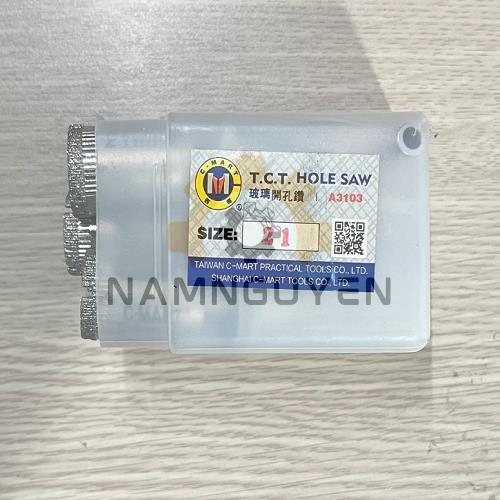 C-MART
T.C.T. HOLE SAW
玻璃開孔鑽 | A3103
SIZE: 21
TAIWAN C-MART PRACTICAL TOOLS CO., LTD.
SHANGHAI C-MART TOOLS CO., LTD.
NAMNGUYEN
C-MART